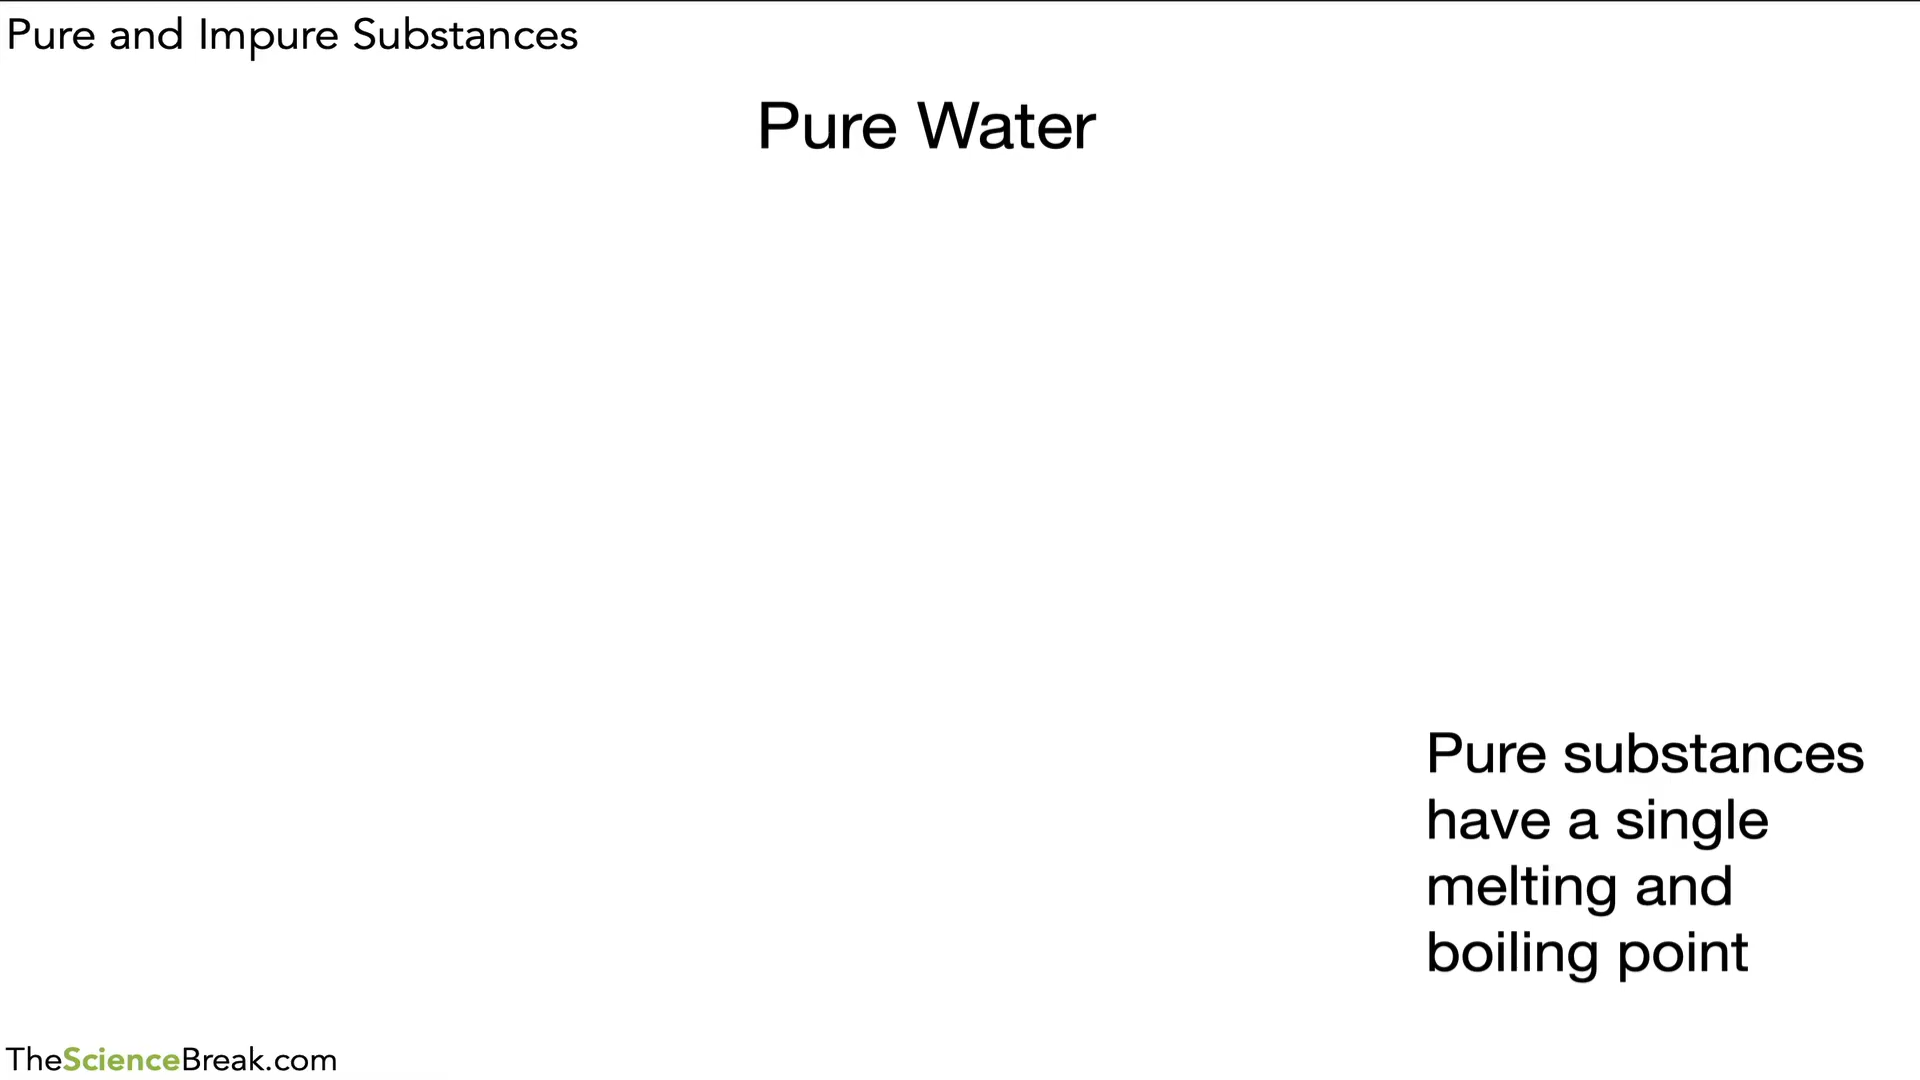 Pure and Impure Substances
Pure Water
Pure substances
have a single
melting and
boiling point
TheScienceBreak.com